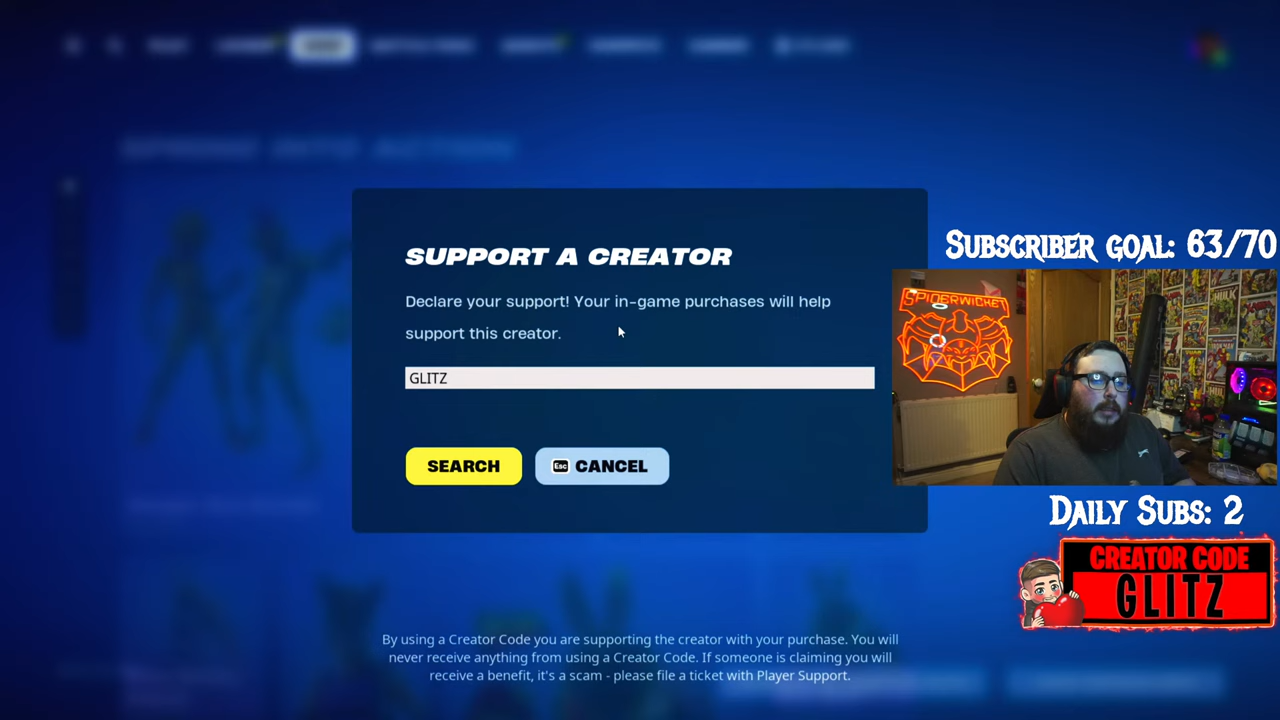 SUPPORT A CREATOR
Declare your support! Your in-game purchases will help
support this creator.
GLITZ
SEARCH
Esc CANCEL
By using a Creator Code you are supporting the creator with your purchase. You will
never receive anything from using a Creator Code. If someone is claiming you will
receive a benefit, it's a scam - please file a ticket with Player Support.
SUBSCRIBER GOAL: 63/70
SPIDERWICKET
HULK
DAILY SUBS: 2
CREATOR CODE
GLITZ